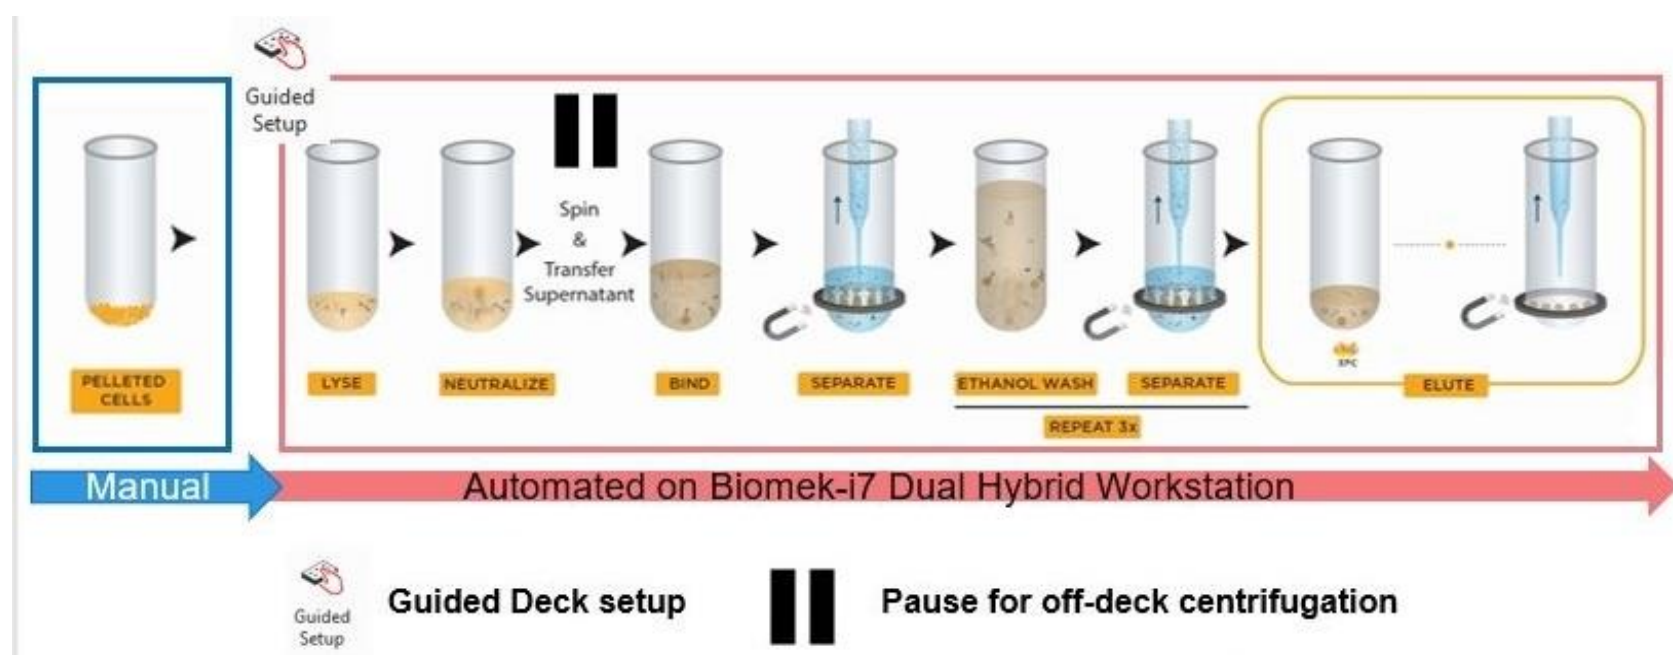 Guided
Setup
Spin
&
Transfer
Supernatant
PELLETED
CELLS
LYSE
NEUTRALIZE
BIND
SEPARATE
ETHANOL WASH
SEPARATE
ELUTE
REPEAT 3x
Manual
Automated on Biomek-i7 Dual Hybrid Workstation
Guided
Setup
Guided Deck setup
Pause for off-deck centrifugation